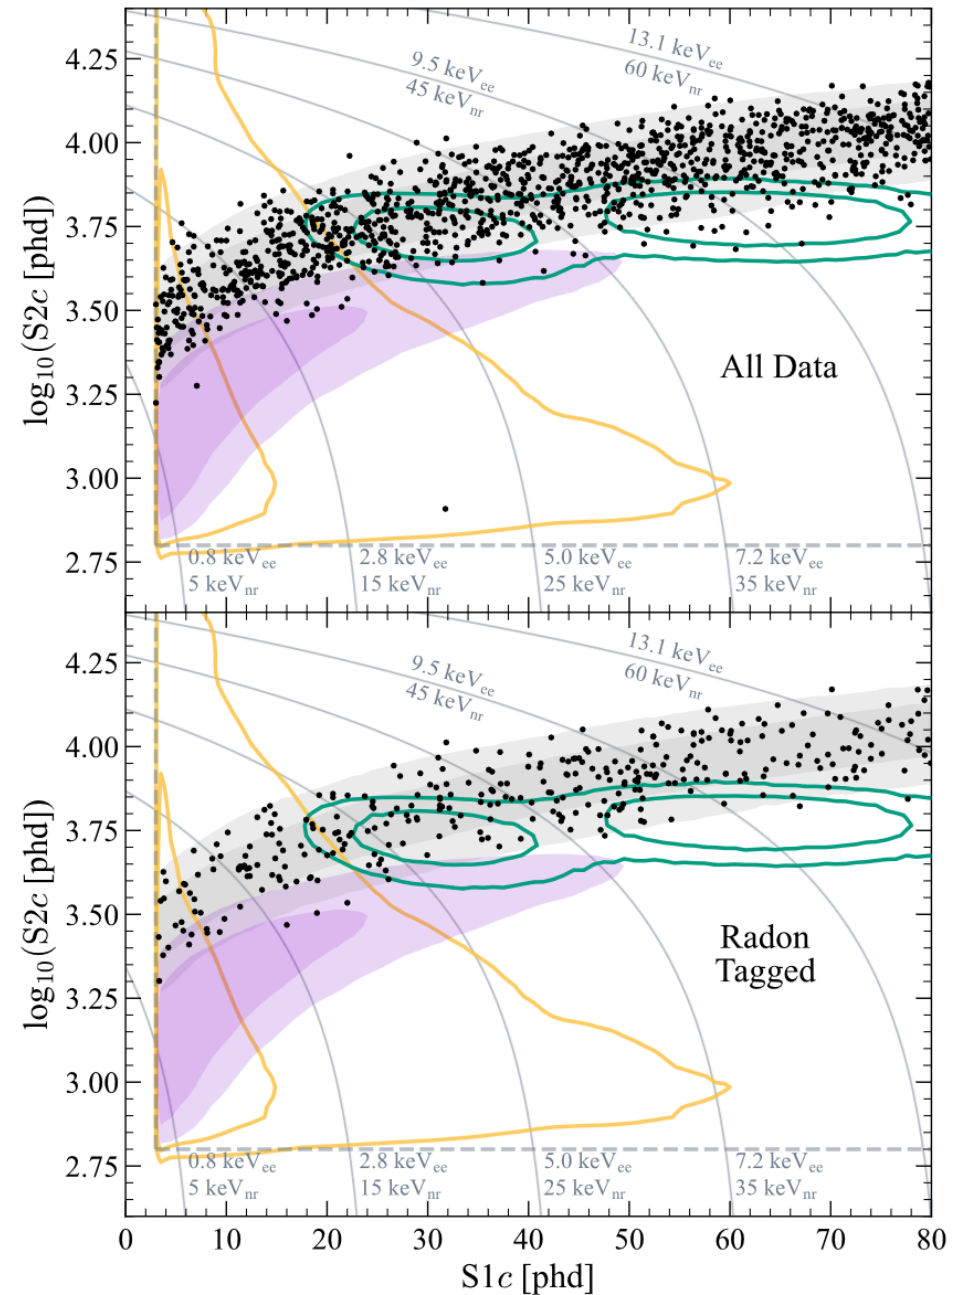 log₁₀(S2c [phd])
4.25
4.00
3.75
3.50
3.25
3.00
2.75
9.5 keVₑₑ
45 keVₙᵣ
13.1 keVₑₑ
60 keVₙᵣ
All Data
0.8 keVₑₑ
5 keVₙᵣ
2.8 keVₑₑ
15 keVₙᵣ
5.0 keVₑₑ
25 keVₙᵣ
7.2 keVₑₑ
35 keVₙᵣ
log₁₀(S2c [phd])
4.25
4.00
3.75
3.50
3.25
3.00
2.75
9.5 keVₑₑ
45 keVₙᵣ
13.1 keVₑₑ
60 keVₙᵣ
Radon
Tagged
0.8 keVₑₑ
5 keVₙᵣ
2.8 keVₑₑ
15 keVₙᵣ
5.0 keVₑₑ
25 keVₙᵣ
7.2 keVₑₑ
35 keVₙᵣ
0 10 20 30 40 50 60 70 80
S1c [phd]